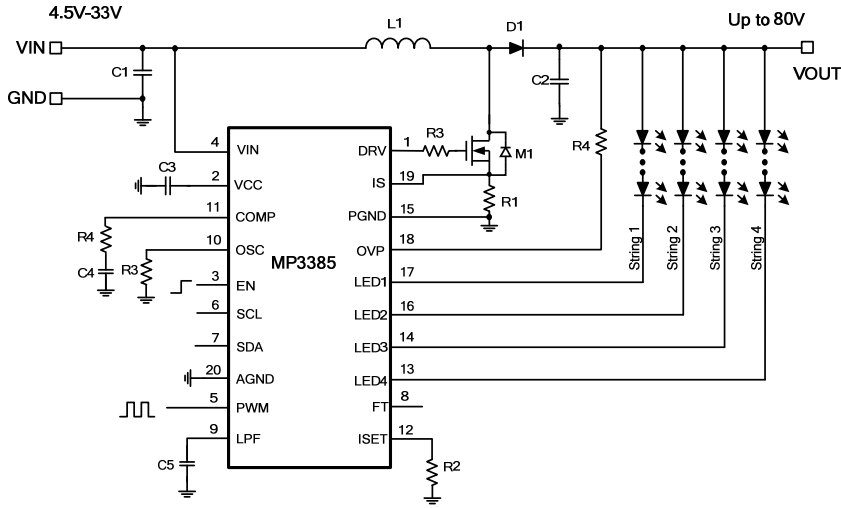 4.5V-33V
L1
D1
Up to 80V
VIN
VOUT
C1
C2
GND
R4
4
VIN
DRV
1
R3
M1
C3
2
VCC
IS
19
R1
11
COMP
PGND
15
R4
10
OSC
OVP
18
C4
R3
MP3385
3
EN
LED1
17
6
SCL
LED2
16
7
SDA
LED3
14
20
AGND
LED4
13
5
PWM
FT
8
9
LPF
ISET
12
C5
R2
String 1
String 2
String 3
String 4